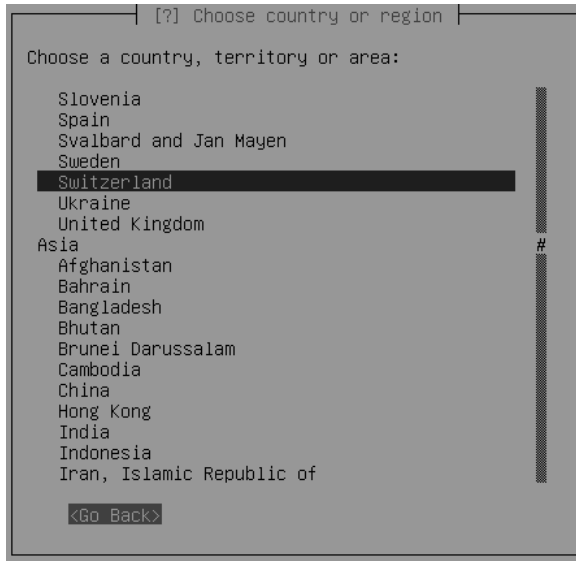 [?] Choose country or region
Choose a country, territory or area:
Slovenia
Spain
Svalbard and Jan Mayen
Sweden
Switzerland
Ukraine
United Kingdom
Asia #
Afghanistan
Bahrain
Bangladesh
Bhutan
Brunei Darussalam
Cambodia
China
Hong Kong
India
Indonesia
Iran, Islamic Republic of
<Go Back>